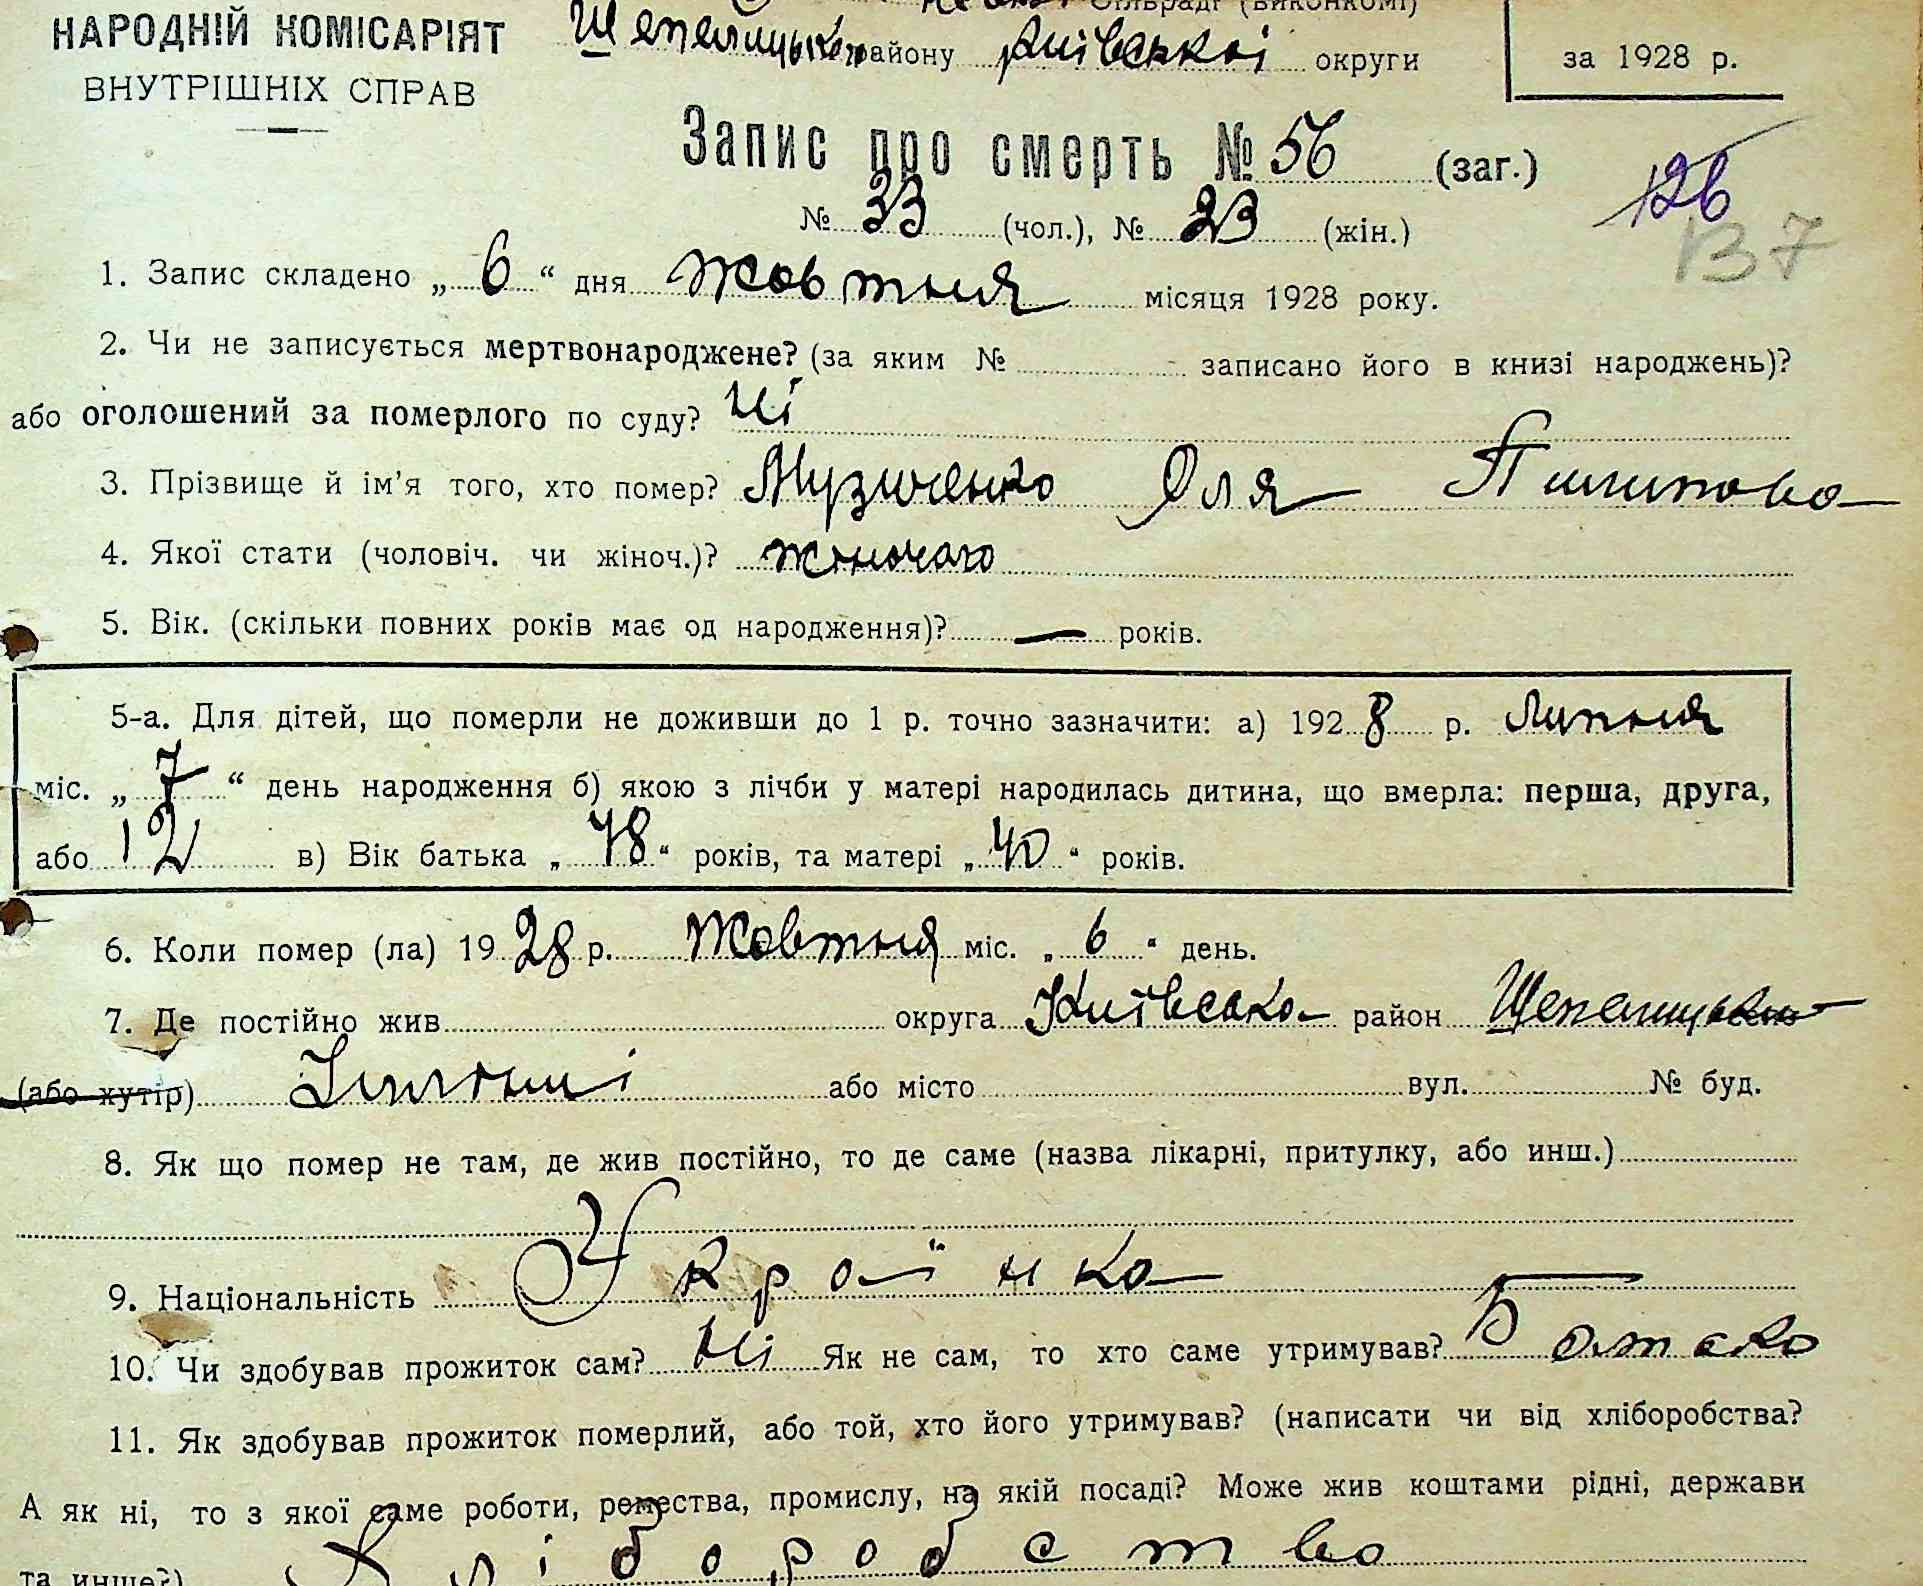 НАРОДНІЙ КОМІСАРІЯТ
ВНУТРІШНІХ СПРАВ
Сільраді (виконкомі)
Шепелицьком району Київської округи
за 1928 р.
Запис про смерть № 56 (заг.)
№ 33 (чол.), № 23 (жін.)
126
137
1. Запис складено „ 6 “ дня Жовтня місяця 1928 року.
2. Чи не записується мертвонароджене? (за яким № записано його в книзі народжень)?
або оголошений за померлого по суду? Ні
3. Прізвище й ім’я того, хто помер? Музиченко Оля Пилипова
4. Якої стати (чоловіч. чи жіноч.)? жіночого
5. Вік. (скільки повних років має од народження)? — років.
5-а. Для дітей, що померли не доживши до 1 р. точно зазначити: а) 1928 р. Липня
міс. „ 7 “ день народження б) якою з лічби у матері народилась дитина, що вмерла: перша, друга,
або 12 в) Вік батька „ 48 “ років, та матері „ 40 “ років.
6. Коли помер (ла) 1928 р. Жовтня міс. „ 6 “ день.
7. Де постійно жив округа Київська район Шепелицький
(або хутір) або місто вул. № буд.
8. Як що помер не там, де жив постійно, то де саме (назва лікарні, притулку, або инш.)
9. Національність Українка
10. Чи здобував прожиток сам? Ні Як не сам, то хто саме утримував? Батько
11. Як здобував прожиток померлий, або той, хто його утримував? (написати чи від хліборобства?
А як ні, то з якої саме роботи, ремества, промислу, на якій посаді? Може жив коштами рідні, держави
та инше?) Хліборобство